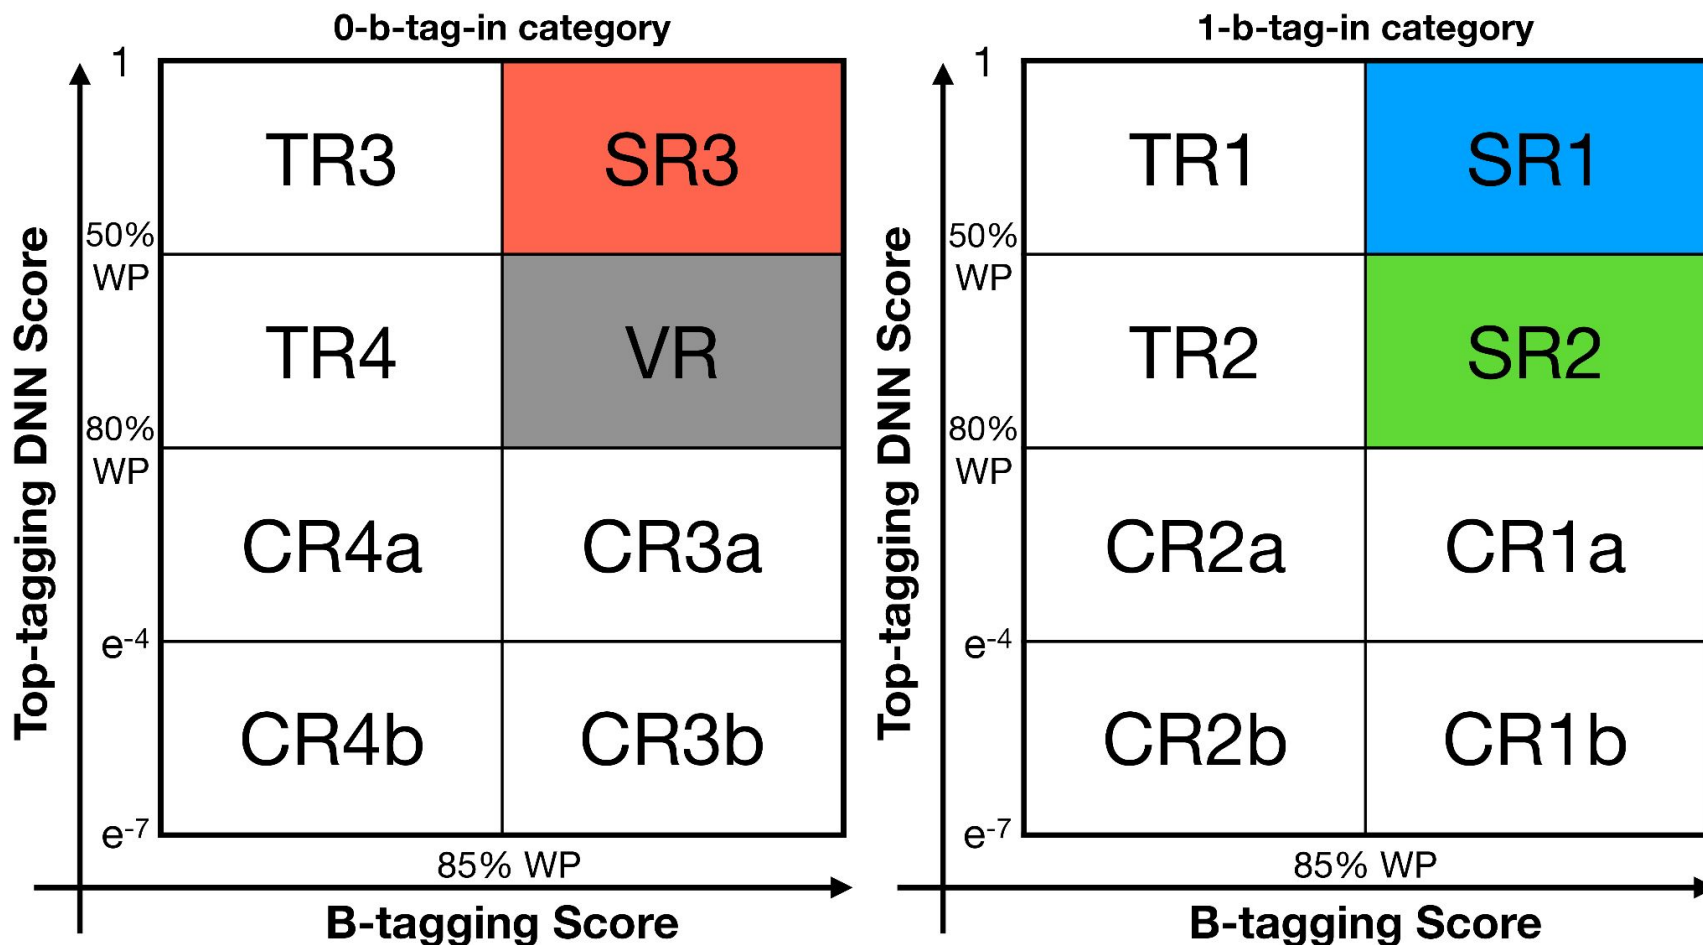 0-b-tag-in category
1
TR3
SR3
50%
WP
TR4
VR
80%
WP
CR4a
CR3a
e-4
CR4b
CR3b
e-7
85% WP
B-tagging Score
Top-tagging DNN Score
1-b-tag-in category
1
TR1
SR1
50%
WP
TR2
SR2
80%
WP
CR2a
CR1a
e-4
CR2b
CR1b
e-7
85% WP
B-tagging Score
Top-tagging DNN Score